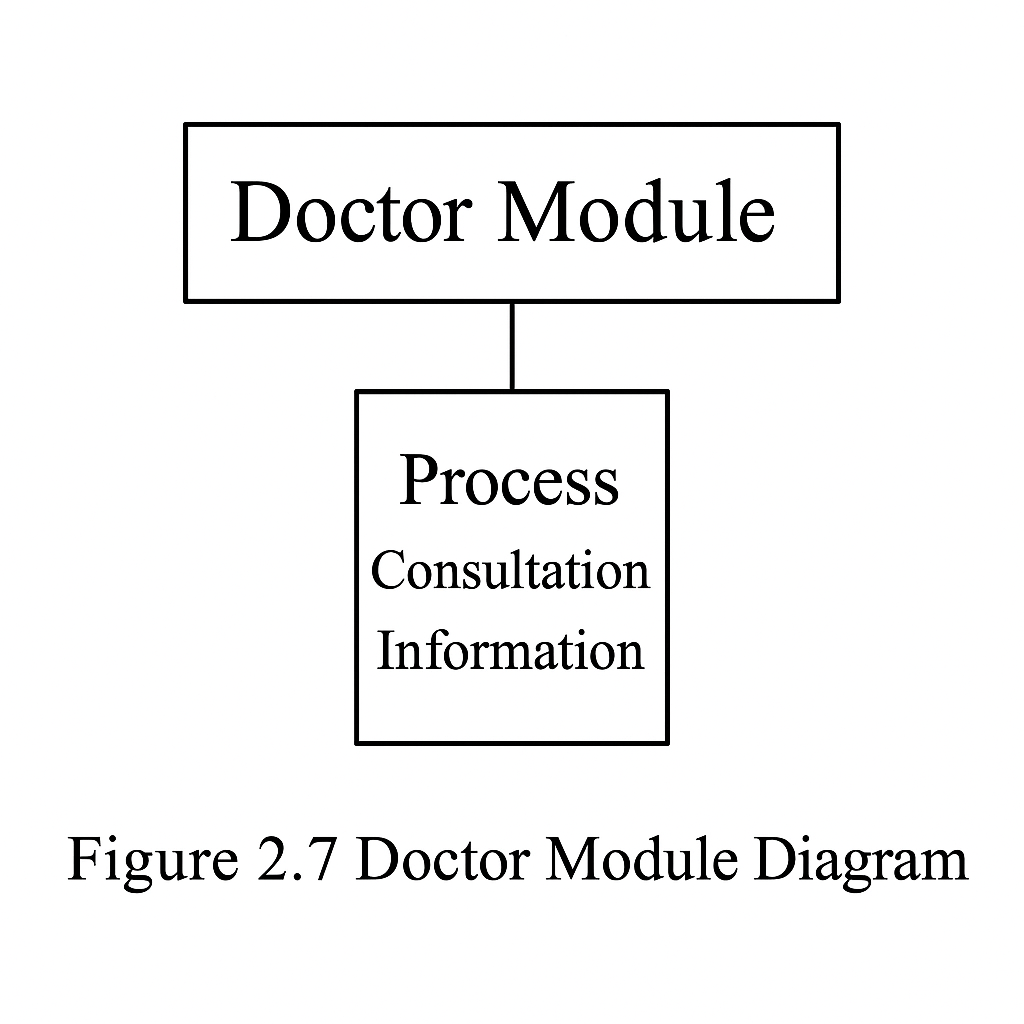 Doctor Module
Process
Consultation
Information
Figure 2.7 Doctor Module Diagram